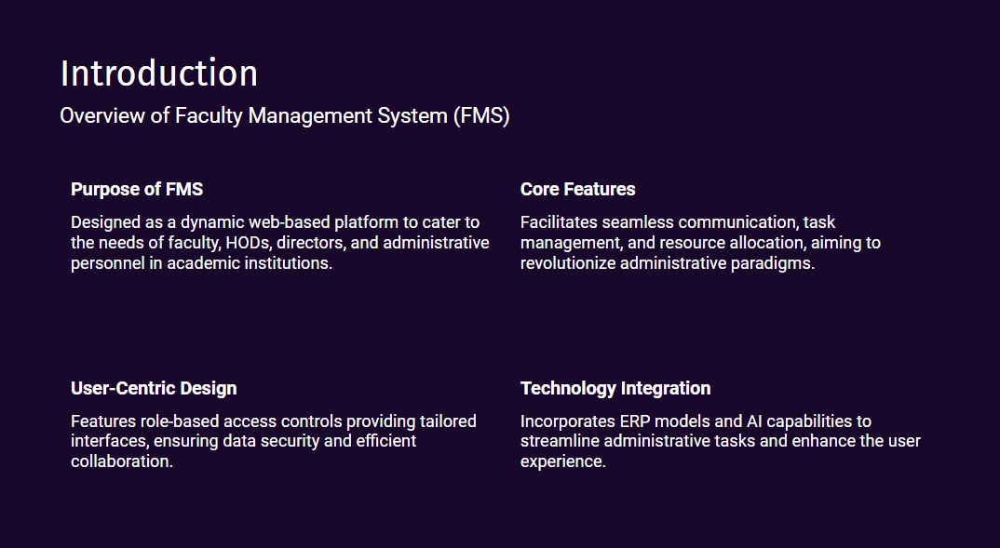 Introduction
Overview of Faculty Management System (FMS)
Purpose of FMS
Designed as a dynamic web-based platform to cater to
the needs of faculty, HODs, directors, and administrative
personnel in academic institutions.
Core Features
Facilitates seamless communication, task
management, and resource allocation, aiming to
revolutionize administrative paradigms.
User-Centric Design
Features role-based access controls providing tailored
interfaces, ensuring data security and efficient
collaboration.
Technology Integration
Incorporates ERP models and AI capabilities to
streamline administrative tasks and enhance the user
experience.